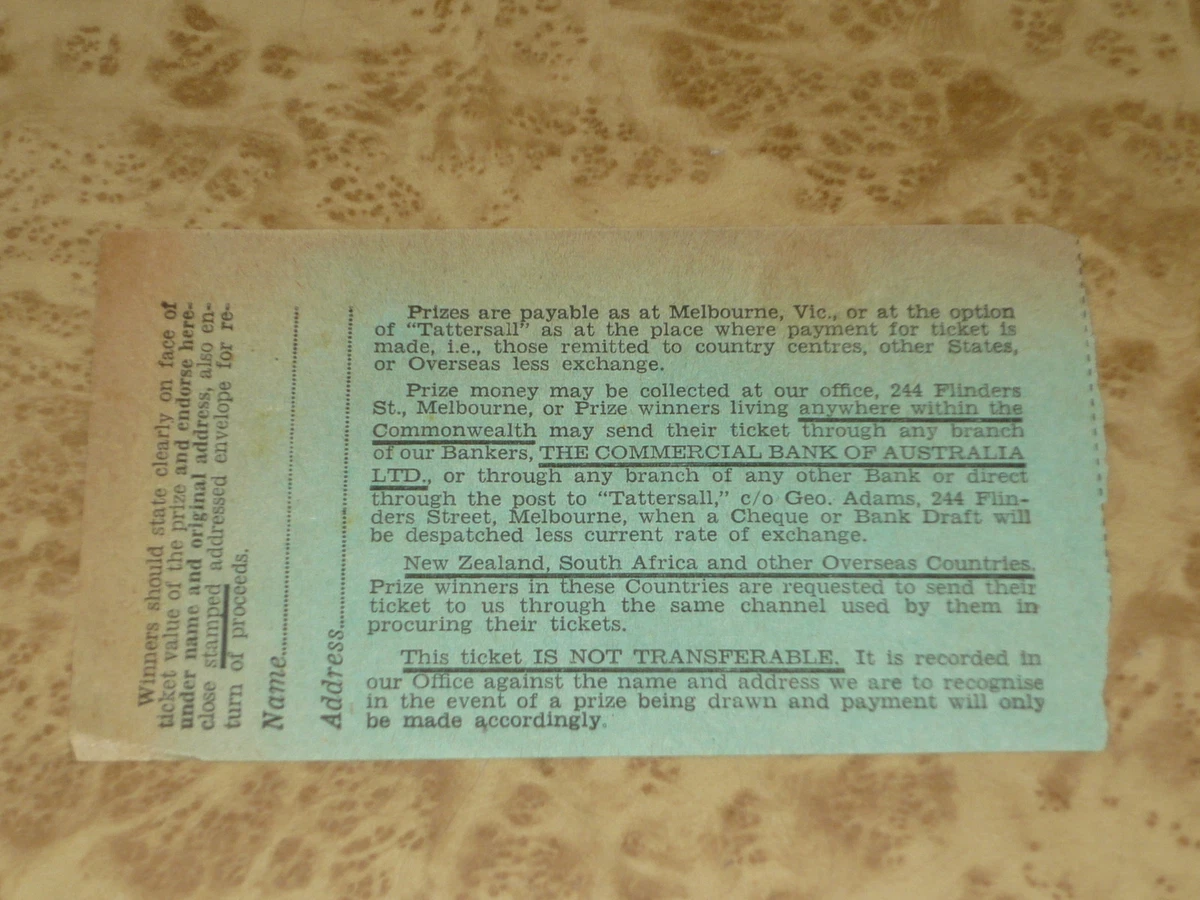 Winners should state clearly on face of
ticket value of the prize and endorse here-
under name and original address, also en-
close stamped addressed envelope for re-
turn of proceeds.
Name
Address
Prizes are payable as at Melbourne, Vic., or at the option
of “Tattersall” as at the place where payment for ticket is
made, i.e., those remitted to country centres, other States,
or Overseas less exchange.
Prize money may be collected at our office, 244 Flinders
St., Melbourne, or Prize winners living anywhere within the
Commonwealth may send their ticket through any branch
of our Bankers, THE COMMERCIAL BANK OF AUSTRALIA
LTD., or through any branch of any other Bank or direct
through the post to “Tattersall,” c/o Geo. Adams, 244 Flin-
ders Street, Melbourne, when a Cheque or Bank Draft will
be despatched less current rate of exchange.
New Zealand, South Africa and other Overseas Countries.
Prize winners in these Countries are requested to send their
ticket to us through the same channel used by them in
procuring their tickets.
This ticket IS NOT TRANSFERABLE. It is recorded in
our Office against the name and address we are to recognise
in the event of a prize being drawn and payment will only
be made accordingly.